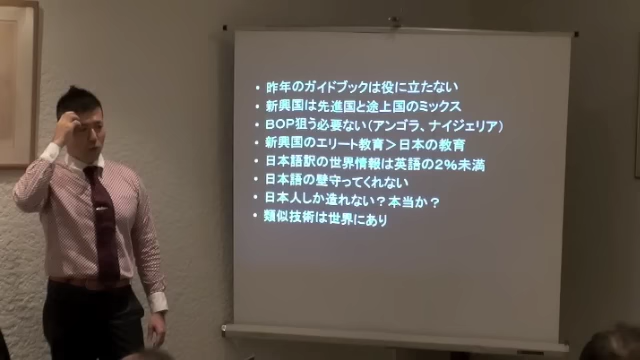 ・昨年のガイドブックは役に立たない
・新興国は先進国と途上国のミックス
・BOP狙う必要ない(アンゴラ、ナイジェリア)
・新興国のエリート教育＞日本の教育
・日本語訳の世界情報は英語の2％未満
・日本語の壁守ってくれない
・日本人しか造れない？本当か？
・類似技術は世界にあり